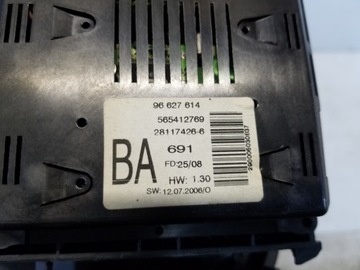 96 627 614
565412769
28117426-6
BA 691
FD:25/08
HW: 1.30
SW: 12.07.2006/O